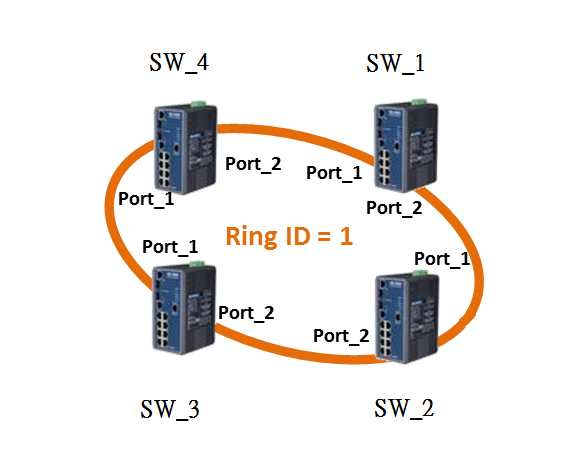 SW_4
SW_1
Port_2
Port_1
Port_1
Port_2
Ring ID = 1
Port_1
Port_1
Port_2
Port_2
SW_3
SW_2